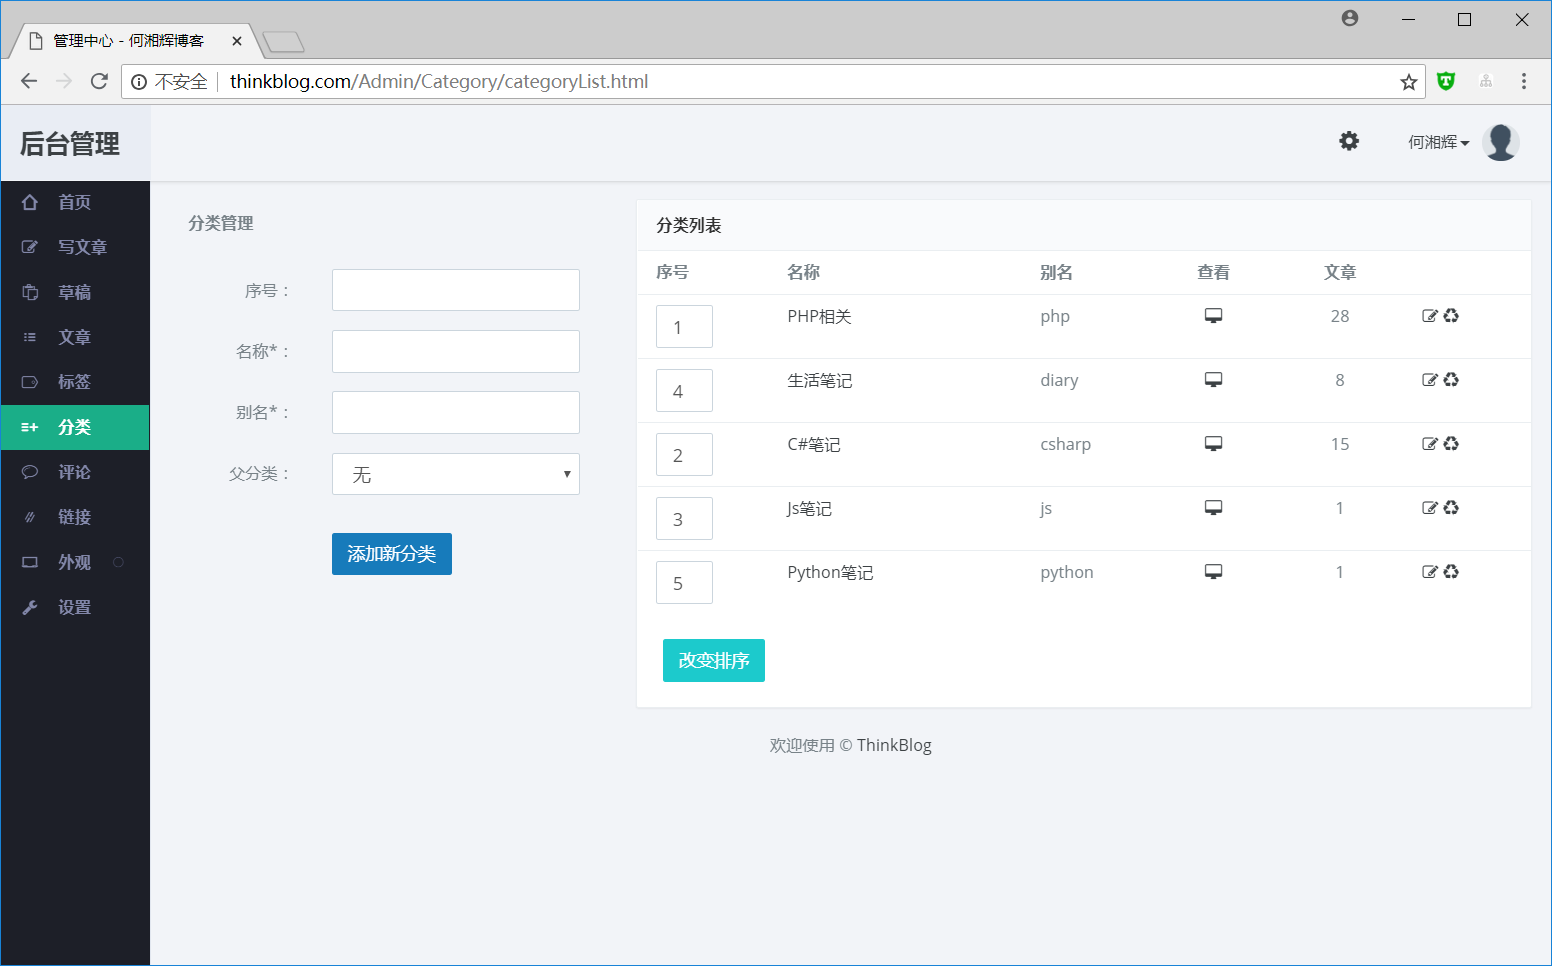 管理中心 - 何湘辉博客
不安全 thinkblog.com/Admin/Category/categoryList.html
后台管理
何湘辉
首页
写文章
草稿
文章
标签
分类
评论
链接
外观
设置
分类管理
序号：
名称*：
别名*：
父分类： 无
添加新分类
分类列表
序号 名称 别名 查看 文章
1 PHP相关 php 28
4 生活笔记 diary 8
2 C#笔记 csharp 15
3 Js笔记 js 1
5 Python笔记 python 1
改变排序
欢迎使用 © ThinkBlog